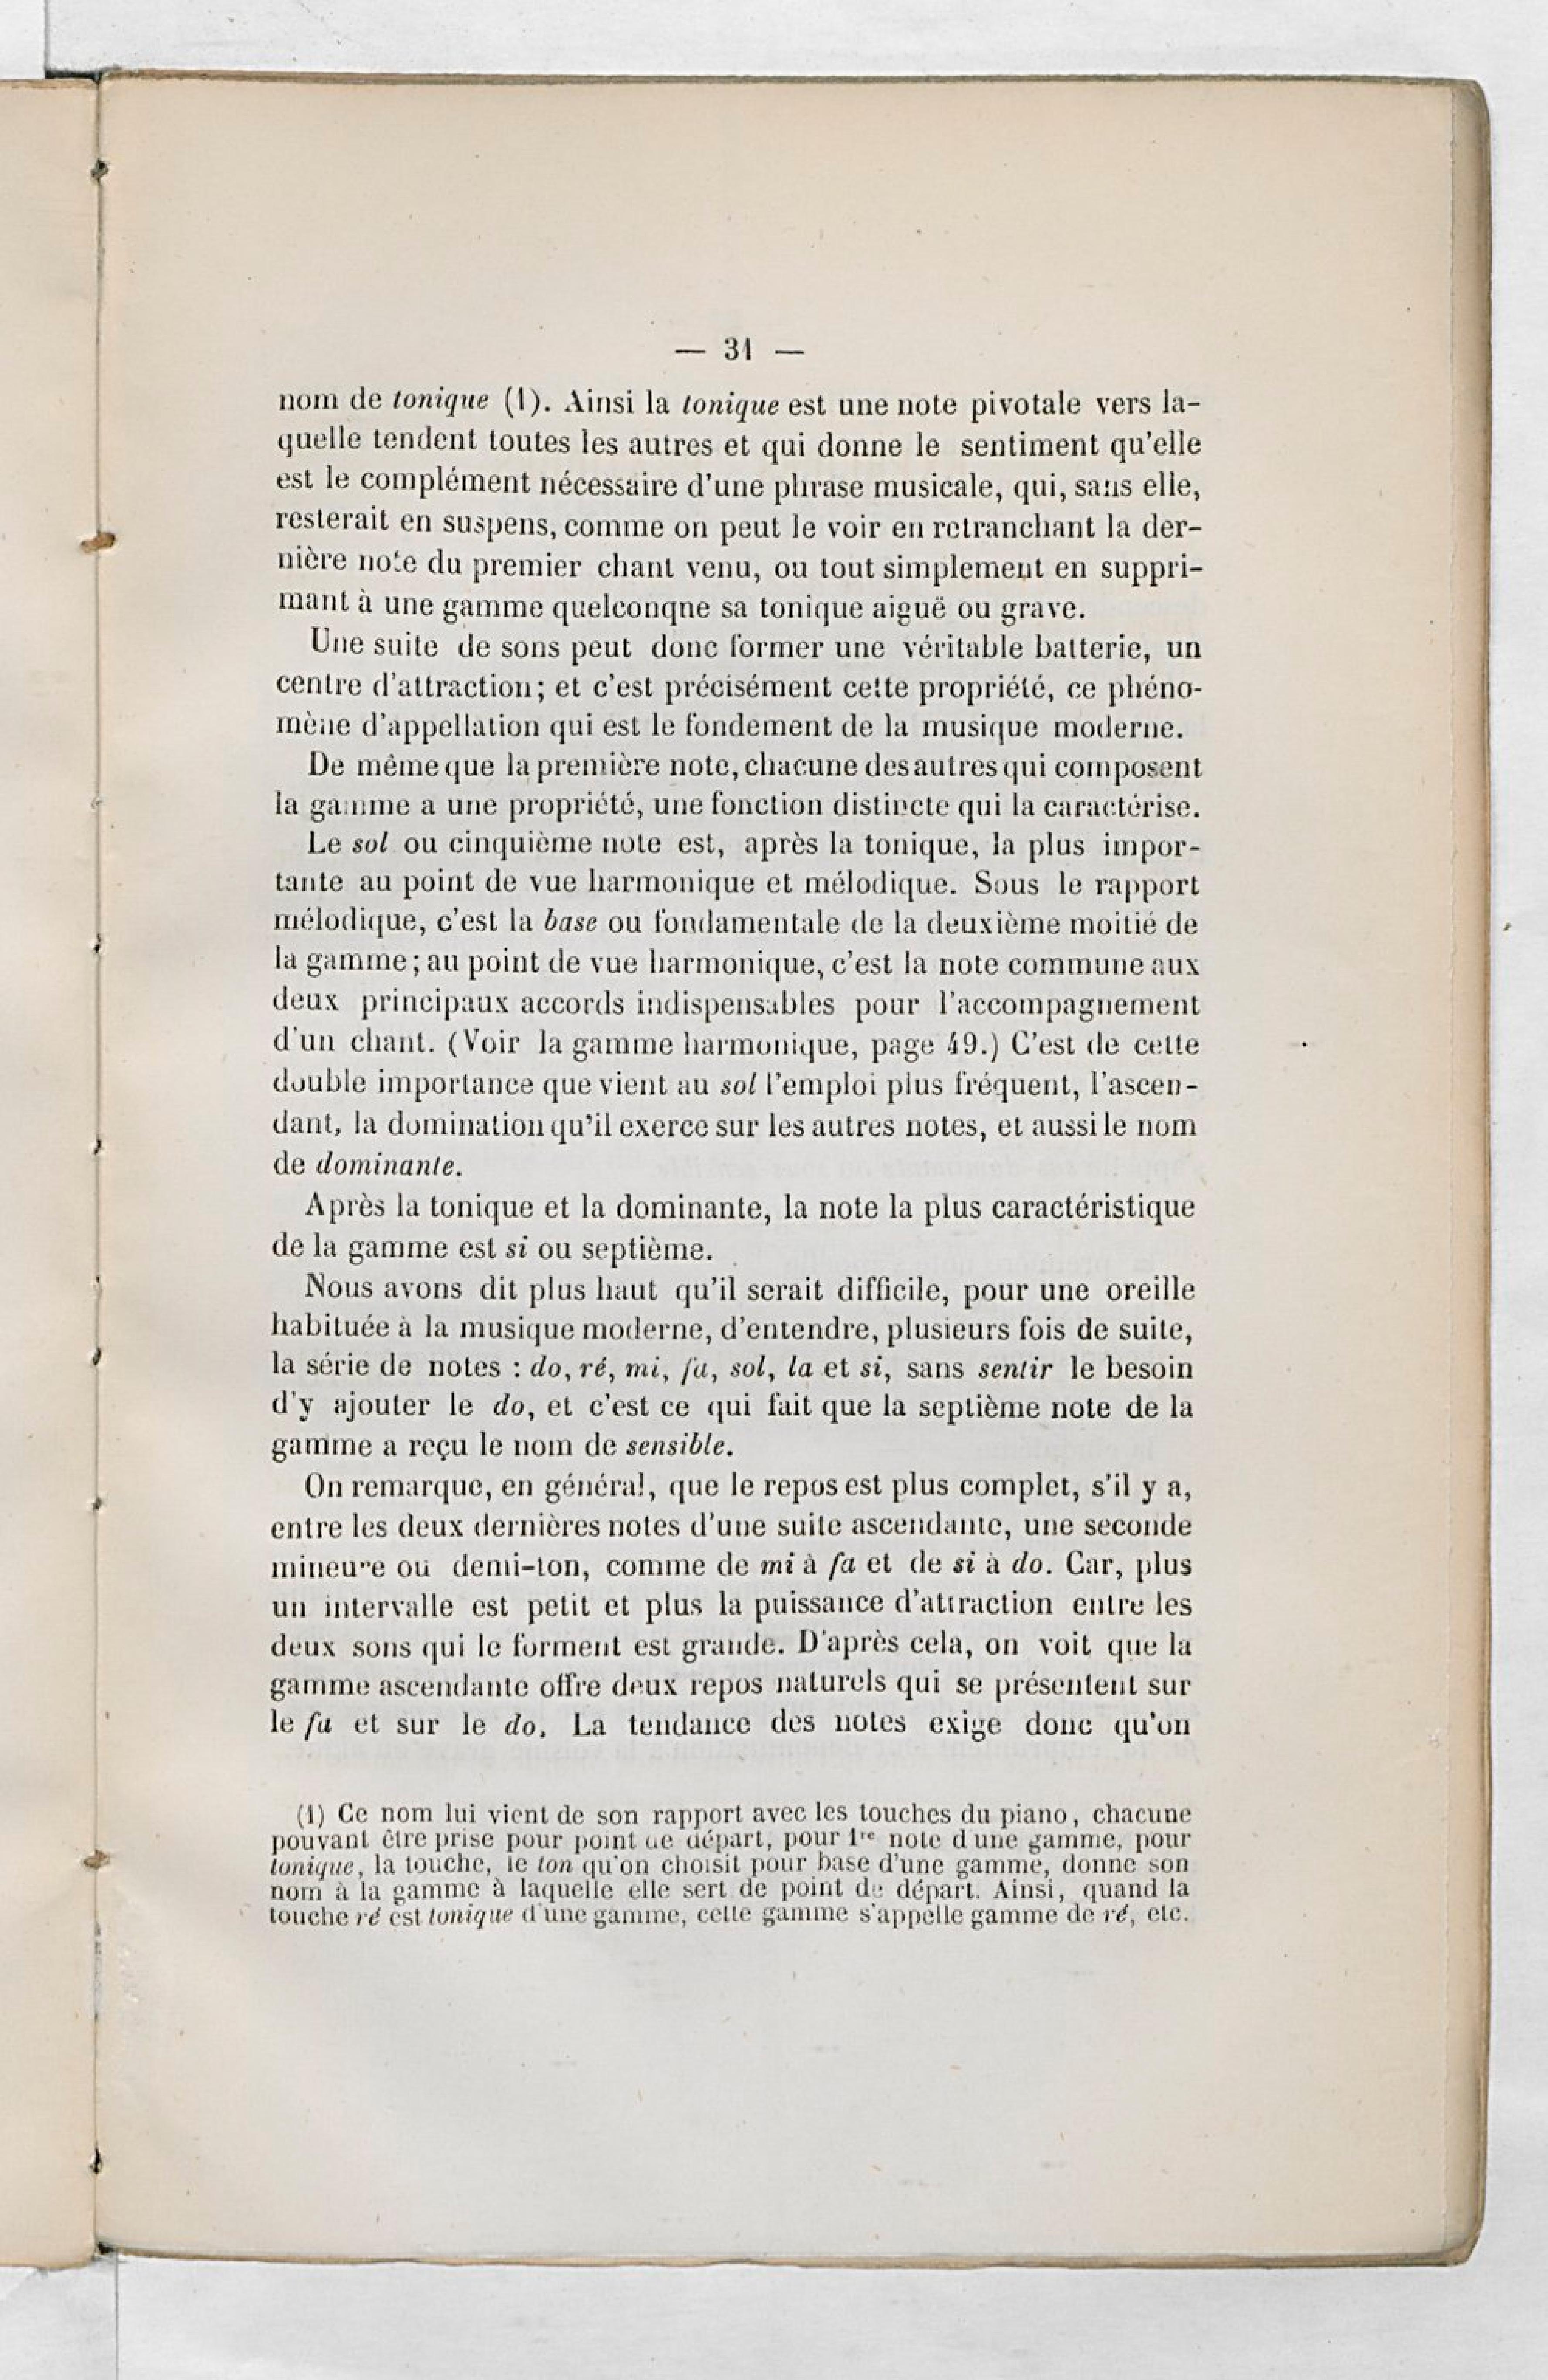 — 31 —
nom de tonique (1). Ainsi la tonique est une note pivotale vers la-
quelle tendent toutes les autres et qui donne le sentiment qu'elle
est le complément nécessaire d'une phrase musicale, qui, sans elle,
resterait en suspens, comme on peut le voir en retranchant la der-
nière note du premier chant venu, ou tout simplement en suppri-
mant à une gamme quelconqne sa tonique aiguë ou grave.
Une suite de sons peut donc former une véritable batterie, un
centre d'attraction; et c'est précisément cette propriété, ce phéno-
mène d'appellation qui est le fondement de la musique moderne.
De même que la première note, chacune des autres qui composent
la gamme a une propriété, une fonction distincte qui la caractérise.
Le sol ou cinquième note est, après la tonique, la plus impor-
tante au point de vue harmonique et mélodique. Sous le rapport
mélodique, c'est la base ou fondamentale de la deuxième moitié de
la gamme; au point de vue harmonique, c'est la note commune aux
deux principaux accords indispensables pour l'accompagnement
d'un chant. (Voir la gamme harmonique, page 49.) C'est de cette
double importance que vient au sol l'emploi plus fréquent, l'ascen-
dant, la domination qu'il exerce sur les autres notes, et aussi le nom
de dominante.
Après la tonique et la dominante, la note la plus caractéristique
de la gamme est si ou septième.
Nous avons dit plus haut qu'il serait difficile, pour une oreille
habituée à la musique moderne, d'entendre, plusieurs fois de suite,
la série de notes : do, ré, mi, fa, sol, la et si, sans sentir le besoin
d'y ajouter le do, et c'est ce qui fait que la septième note de la
gamme a reçu le nom de sensible.
On remarque, en général, que le repos est plus complet, s'il y a,
entre les deux dernières notes d'une suite ascendante, une seconde
mineure ou demi-ton, comme de mi à fa et de si à do. Car, plus
un intervalle est petit et plus la puissance d'attraction entre les
deux sons qui le forment est grande. D'après cela, on voit que la
gamme ascendante offre deux repos naturels qui se présentent sur
le fa et sur le do. La tendance des notes exige donc qu'on
(1) Ce nom lui vient de son rapport avec les touches du piano, chacune
pouvant être prise pour point de départ, pour 1re note d'une gamme, pour
tonique, la touche, le ton qu'on choisit pour base d'une gamme, donne son
nom à la gamme à laquelle elle sert de point de départ. Ainsi, quand la
touche ré est tonique d'une gamme, cette gamme s'appelle gamme de ré, etc.